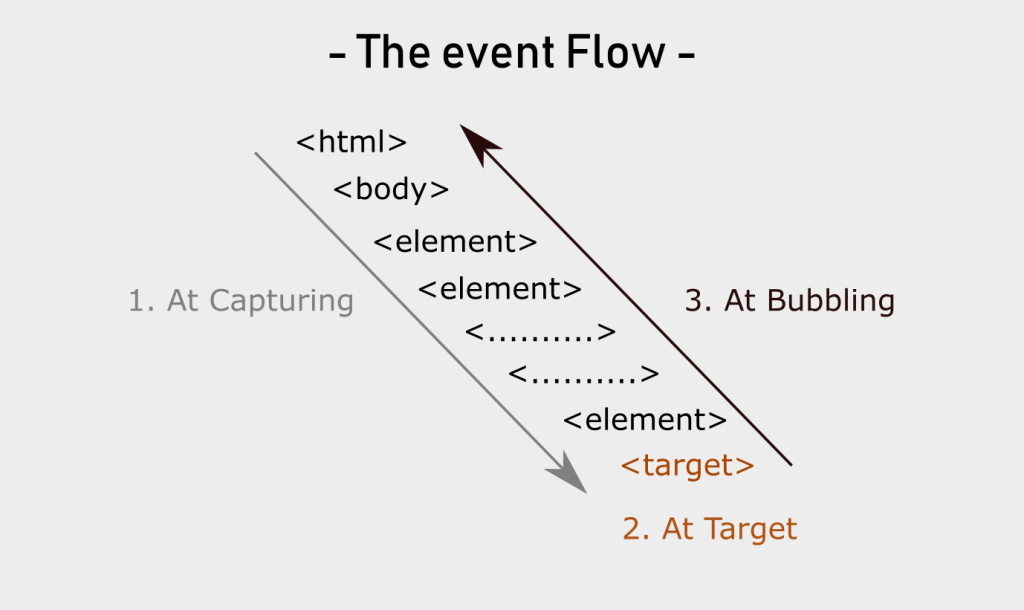 - The event Flow -
<html>
<body>
<element>
<element>
1. At Capturing
3. At Bubbling
<..........>
<..........>
<element>
<target>
2. At Target